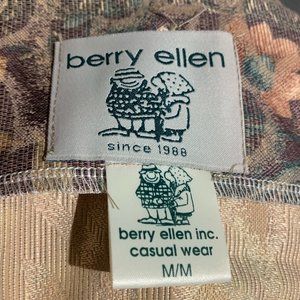 berry ellen
since 1988
berry ellen inc.
casual wear
M/M